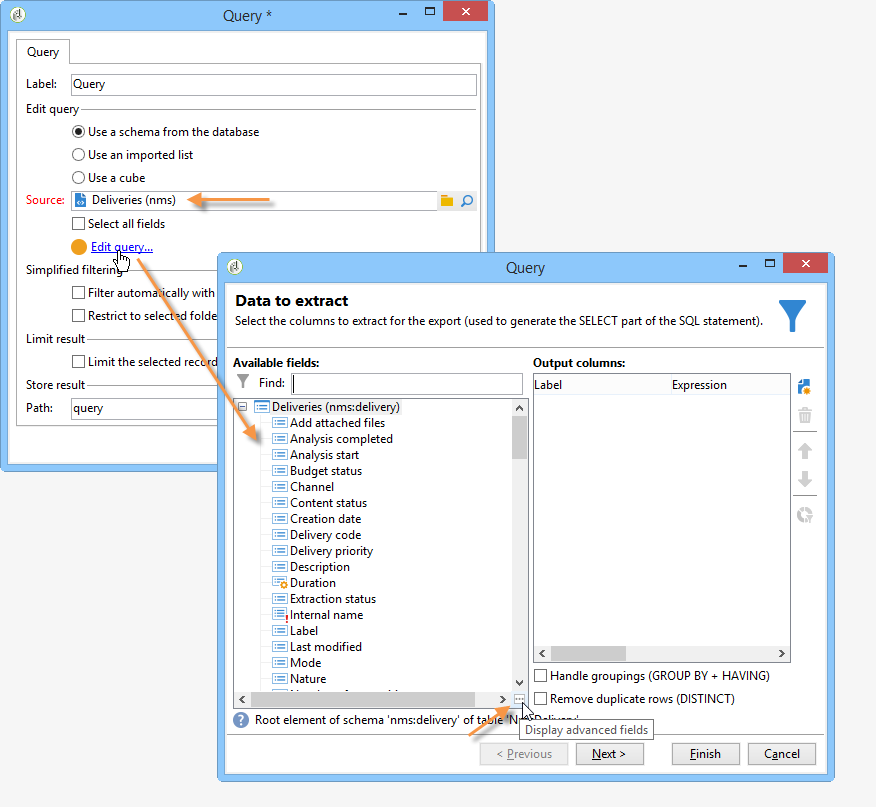 Query *
Query
Label: Query
Edit query
Use a schema from the database
Use an imported list
Use a cube
Source: Deliveries (nms)
Select all fields
Edit query...
Simplified filtering
Filter automatically with
Restrict to selected folde
Limit result
Limit the selected record
Store result
Path: query
Query
Data to extract
Select the columns to extract for the export (used to generate the SELECT part of the SQL statement).
Available fields:
Find:
Deliveries (nms:delivery)
Add attached files
Analysis completed
Analysis start
Budget status
Channel
Content status
Creation date
Delivery code
Delivery priority
Description
Duration
Extraction status
Internal name
Label
Last modified
Mode
Nature
Output columns:
Label Expression
Handle groupings (GROUP BY + HAVING)
Remove duplicate rows (DISTINCT)
Root element of schema 'nms:delivery' of table
Display advanced fields
< Previous Next > Finish Cancel